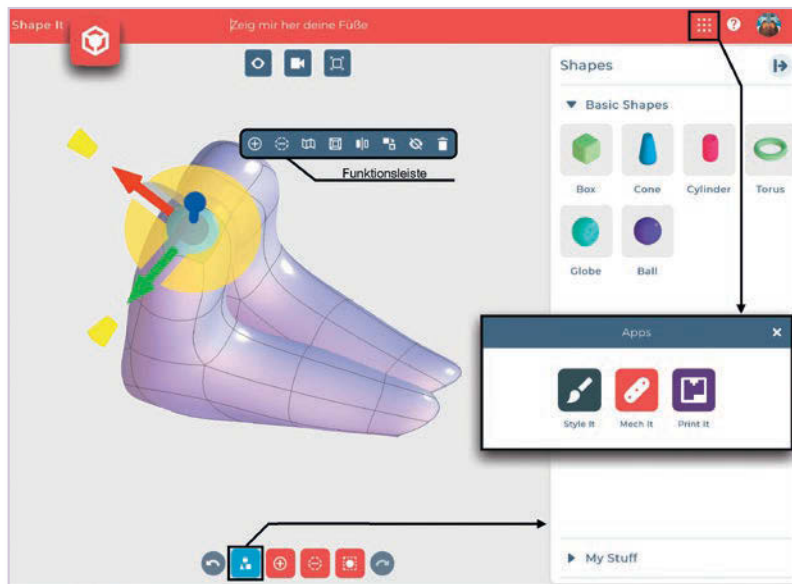 Shape It
Zeig mir her deine Füße
?
Shapes
Basic Shapes
Funktionsleiste
Box Cone Cylinder Torus
Globe Ball
Apps
Style It Mech It Print It
My Stuff